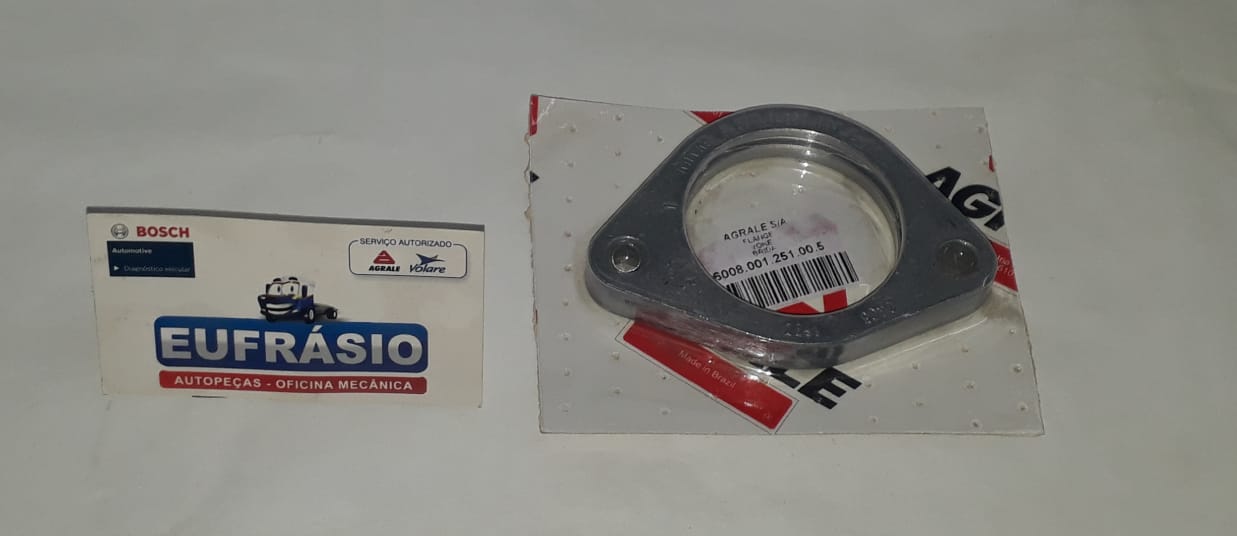 BOSCH
Automotive
Diagnóstico veicular
SERVIÇO AUTORIZADO
AGRALE
Volare
EUFRÁSIO
AUTOPEÇAS - OFICINA MECÂNICA
AGRALE S/A
FLANGE
6008.001.251.00.5
Made in Brazil